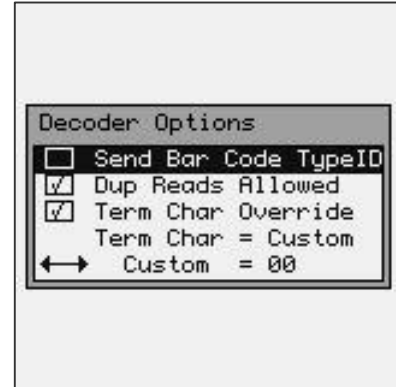 Decoder Options
Send Bar Code TypeID
Dup Reads Allowed
Term Char Override
Term Char = Custom
Custom = 00